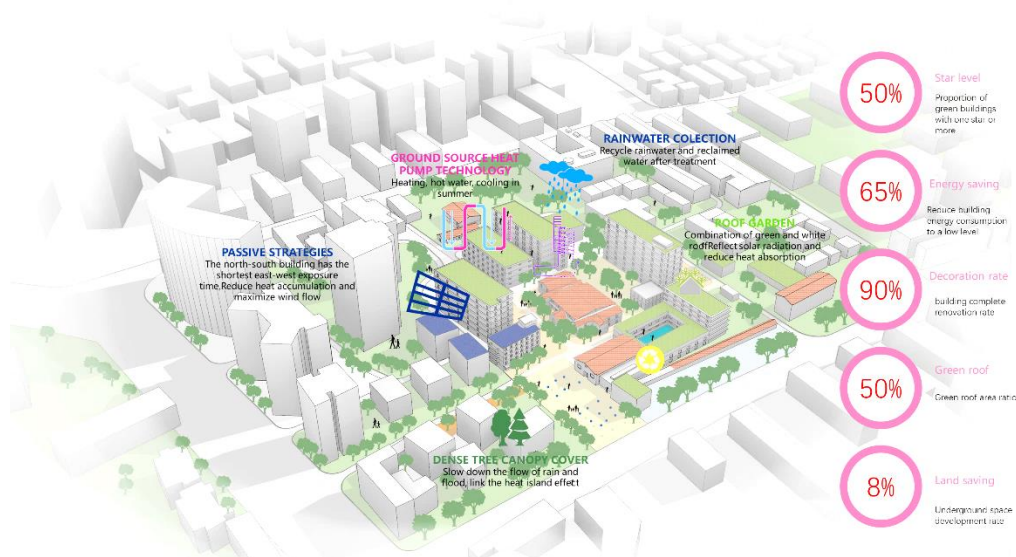 RAINWATER COLECTION
Recycle rainwater and reclaimed
water after treatment
GROUND SOURCE HEAT
PUMP TECHNOLOGY
Heating, hot water, cooling in
summer
ROOF GARDEN
Combination of green and white
roofReflect solar radiation and
reduce heat absorption
PASSIVE STRATEGIES
The north-south building has the
shortest east-west exposure
time.Reduce heat accumulation and
maximize wind flow
DENSE TREE CANOPY COVER
Slow down the flow of rain and
flood, link the heat island effect
50%
Star level
Proportion of
green buildings
with one star or
more
65%
Energy saving
Reduce building
energy consumption
to a low level
90%
Decoration rate
building complete
renovation rate
50%
Green roof
Green roof area ratio
8%
Land saving
Underground space
development rate